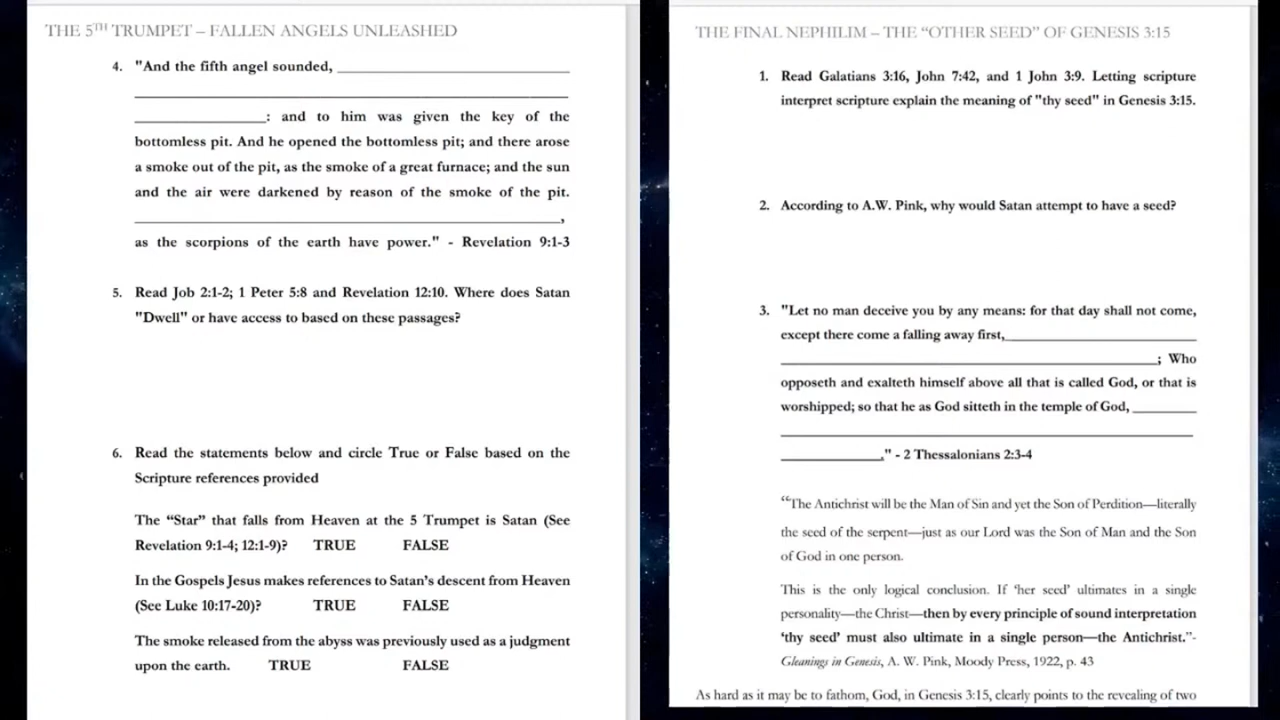 THE 5TH TRUMPET – FALLEN ANGELS UNLEASHED
4. "And the fifth angel sounded, ____________________
____________________
____________________: and to him was given the key of the
bottomless pit. And he opened the bottomless pit; and there arose
a smoke out of the pit, as the smoke of a great furnace; and the sun
and the air were darkened by reason of the smoke of the pit.
____________________,
as the scorpions of the earth have power." - Revelation 9:1-3
5. Read Job 2:1-2; 1 Peter 5:8 and Revelation 12:10. Where does Satan
"Dwell" or have access to based on these passages?
6. Read the statements below and circle True or False based on the
Scripture references provided
The “Star” that falls from Heaven at the 5 Trumpet is Satan (See
Revelation 9:1-4; 12:1-9)? TRUE FALSE
In the Gospels Jesus makes references to Satan’s descent from Heaven
(See Luke 10:17-20)? TRUE FALSE
The smoke released from the abyss was previously used as a judgment
upon the earth. TRUE FALSE
THE FINAL NEPHILIM – THE “OTHER SEED” OF GENESIS 3:15
1. Read Galatians 3:16, John 7:42, and 1 John 3:9. Letting scripture
interpret scripture explain the meaning of "thy seed" in Genesis 3:15.
2. According to A.W. Pink, why would Satan attempt to have a seed?
3. "Let no man deceive you by any means: for that day shall not come,
except there come a falling away first,____________________
____________________; Who
opposeth and exalteth himself above all that is called God, or that is
worshipped; so that he as God sitteth in the temple of God, __________
____________________
____________________." - 2 Thessalonians 2:3-4
“The Antichrist will be the Man of Sin and yet the Son of Perdition—literally
the seed of the serpent—just as our Lord was the Son of Man and the Son
of God in one person.
This is the only logical conclusion. If ‘her seed’ ultimates in a single
personality—the Christ—then by every principle of sound interpretation
‘thy seed’ must also ultimate in a single person—the Antichrist.”-
Gleanings in Genesis, A. W. Pink, Moody Press, 1922, p. 43
As hard as it may be to fathom, God, in Genesis 3:15, clearly points to the revealing of two